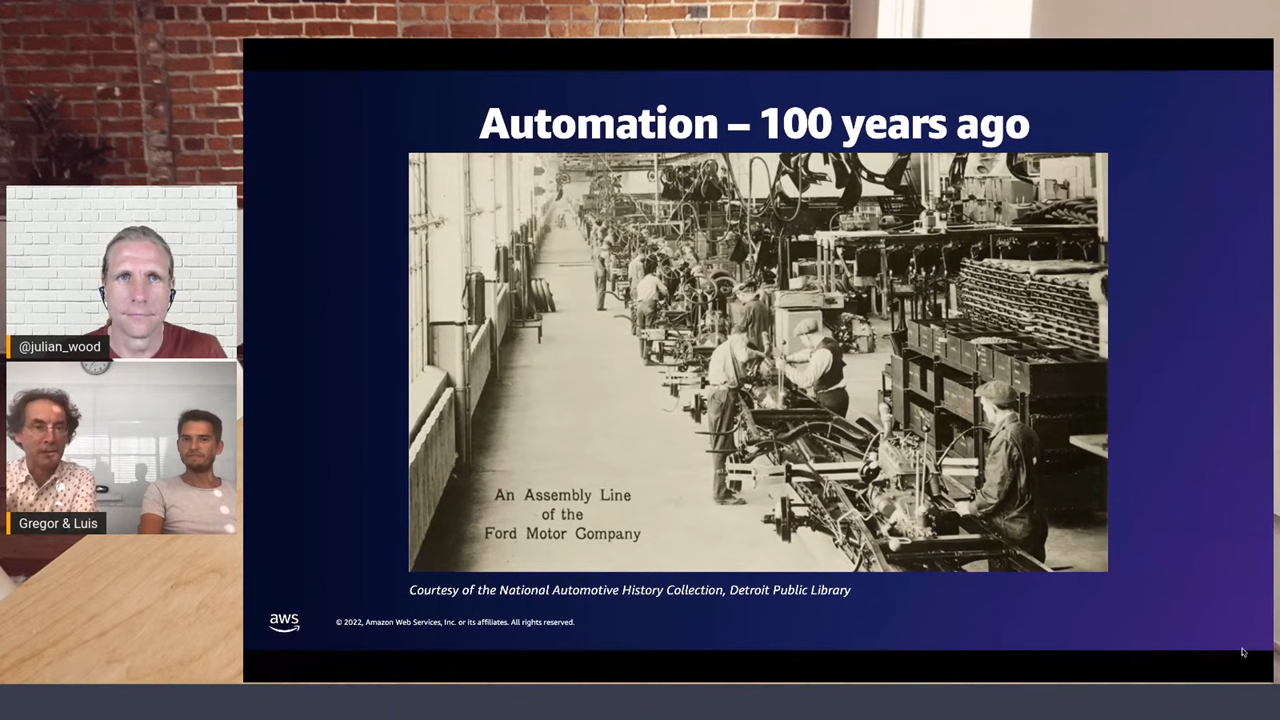 Automation – 100 years ago
@julian_wood
Gregor & Luis
An Assembly Line
of the
Ford Motor Company
Courtesy of the National Automotive History Collection, Detroit Public Library
aws
© 2022, Amazon Web Services, Inc. or its affiliates. All rights reserved.